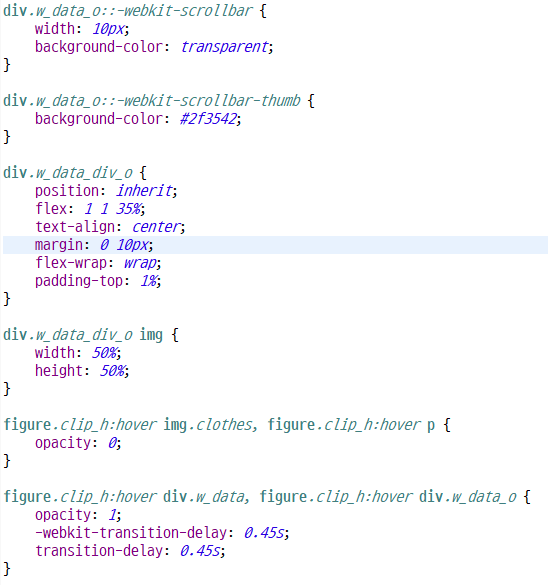 div.w_data_o::-webkit-scrollbar {
    width: 10px;
    background-color: transparent;
}

div.w_data_o::-webkit-scrollbar-thumb {
    background-color: #2f3542;
}

div.w_data_div_o {
    position: inherit;
    flex: 1 1 35%;
    text-align: center;
    margin: 0 10px;
    flex-wrap: wrap;
    padding-top: 1%;
}

div.w_data_div_o img {
    width: 50%;
    height: 50%;
}

figure.clip_h:hover img.clothes, figure.clip_h:hover p {
    opacity: 0;
}

figure.clip_h:hover div.w_data, figure.clip_h:hover div.w_data_o {
    opacity: 1;
    -webkit-transition-delay: 0.45s;
    transition-delay: 0.45s;
}